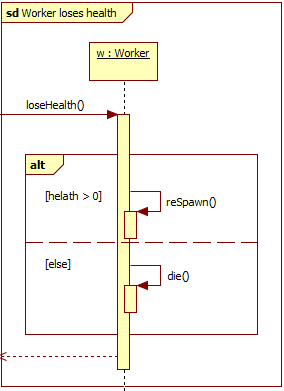 sd Worker loses health
w : Worker
loseHealth()
alt
[helath > 0]
reSpawn()
[else]
die()